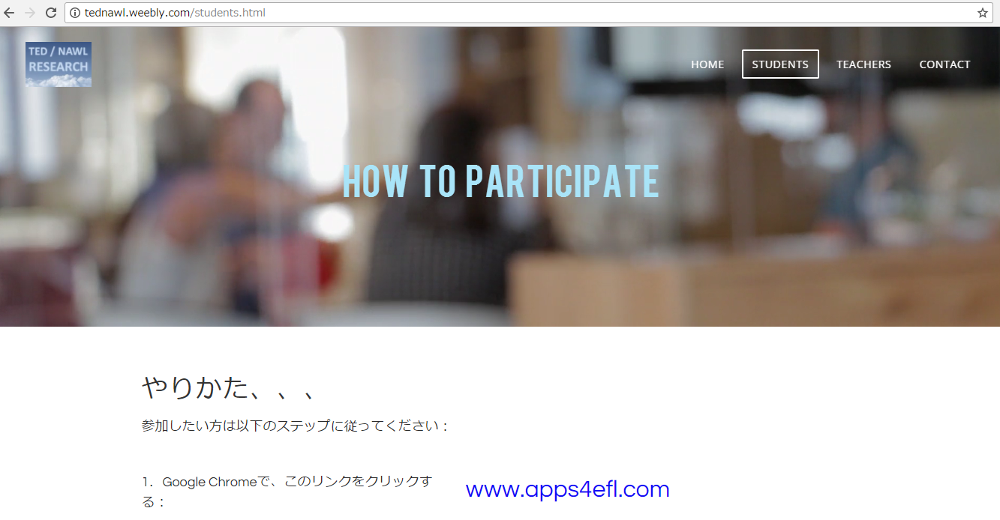 tednawl.weebly.com/students.html
TED / NAWL
RESEARCH
HOME STUDENTS TEACHERS CONTACT
HOW TO PARTICIPATE
やりかた、、、
参加したい方は以下のステップに従ってください：
1．Google Chromeで、このリンクをクリックす
る：
www.apps4efl.com